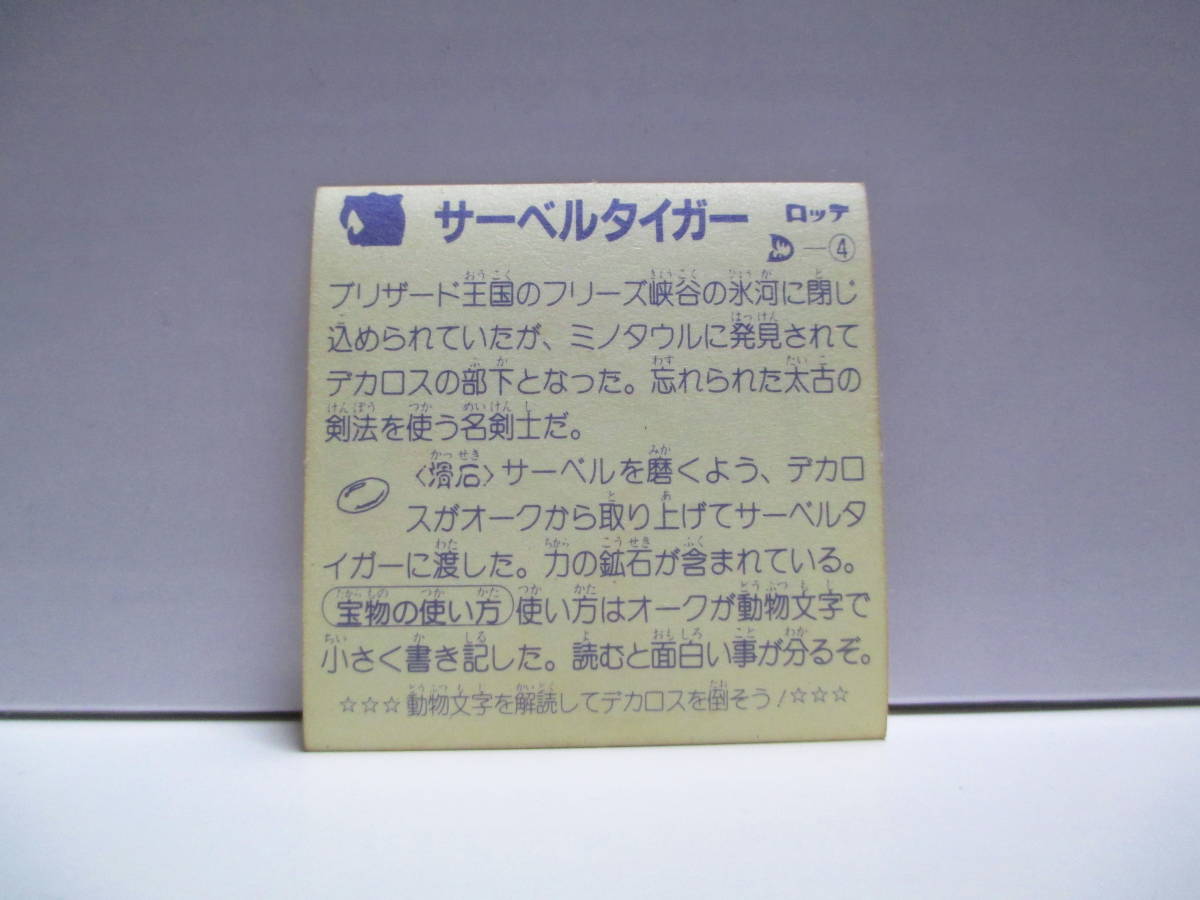 サーベルタイガー ロッテ
—④
ブリザード王国のフリーズ峡谷の氷河に閉じ
込められていたが、ミノタウルに発見されて
デカロスの部下となった。忘れられた太古の
剣法を使う名剣士だ。
〈滑石〉サーベルを磨くよう、デカロ
スがオークから取り上げてサーベルタ
イガーに渡した。力の鉱石が含まれている。
宝物の使い方 使い方はオークが動物文字で
小さく書き記した。読むと面白い事が分るぞ。
☆☆☆動物文字を解読してデカロスを倒そう!☆☆☆